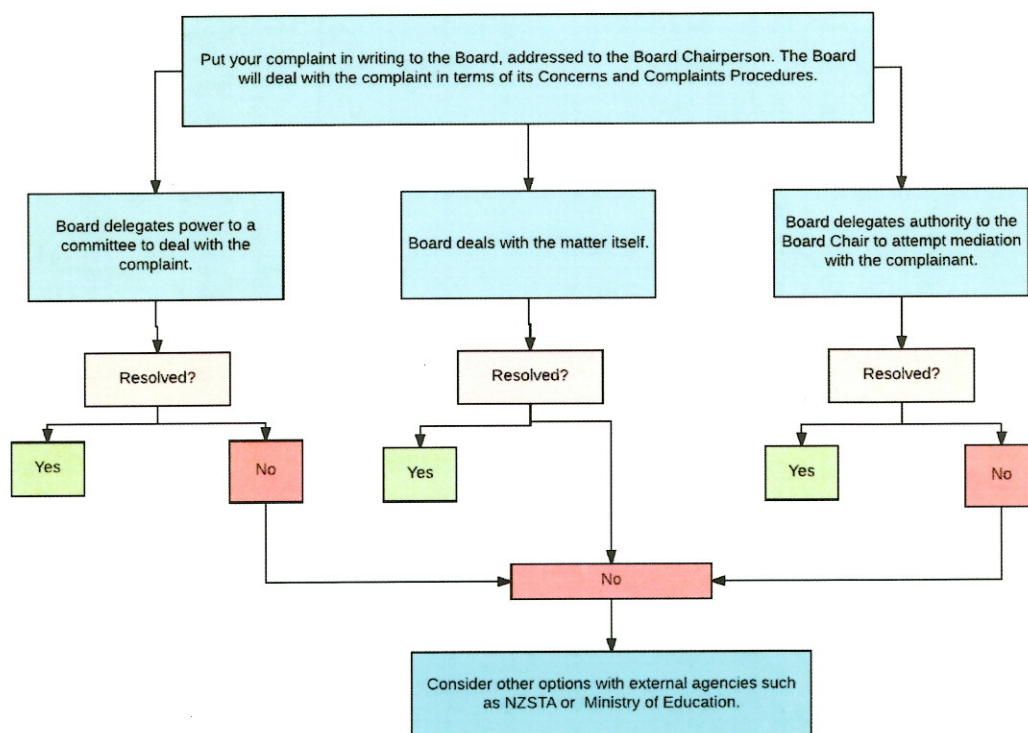 Put your complaint in writing to the Board, addressed to the Board Chairperson. The Board
will deal with the complaint in terms of its Concerns and Complaints Procedures.
Board delegates power to a
committee to deal with the
complaint.
Board deals with the matter itself.
Board delegates authority to the
Board Chair to attempt mediation
with the complainant.
Resolved?
Resolved?
Resolved?
Yes
No
Yes
Yes
No
No
Consider other options with external agencies such
as NZSTA or Ministry of Education.